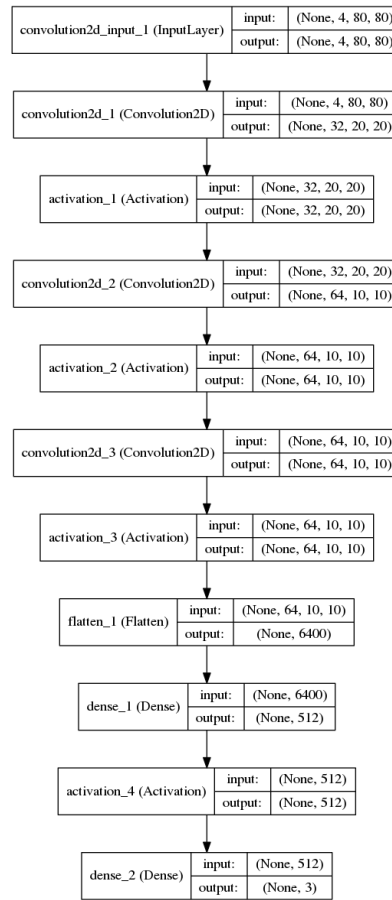 convolution2d_input_1 (InputLayer)
input: (None, 4, 80, 80)
output: (None, 4, 80, 80)
convolution2d_1 (Convolution2D)
input: (None, 4, 80, 80)
output: (None, 32, 20, 20)
activation_1 (Activation)
input: (None, 32, 20, 20)
output: (None, 32, 20, 20)
convolution2d_2 (Convolution2D)
input: (None, 32, 20, 20)
output: (None, 64, 10, 10)
activation_2 (Activation)
input: (None, 64, 10, 10)
output: (None, 64, 10, 10)
convolution2d_3 (Convolution2D)
input: (None, 64, 10, 10)
output: (None, 64, 10, 10)
activation_3 (Activation)
input: (None, 64, 10, 10)
output: (None, 64, 10, 10)
flatten_1 (Flatten)
input: (None, 64, 10, 10)
output: (None, 6400)
dense_1 (Dense)
input: (None, 6400)
output: (None, 512)
activation_4 (Activation)
input: (None, 512)
output: (None, 512)
dense_2 (Dense)
input: (None, 512)
output: (None, 3)